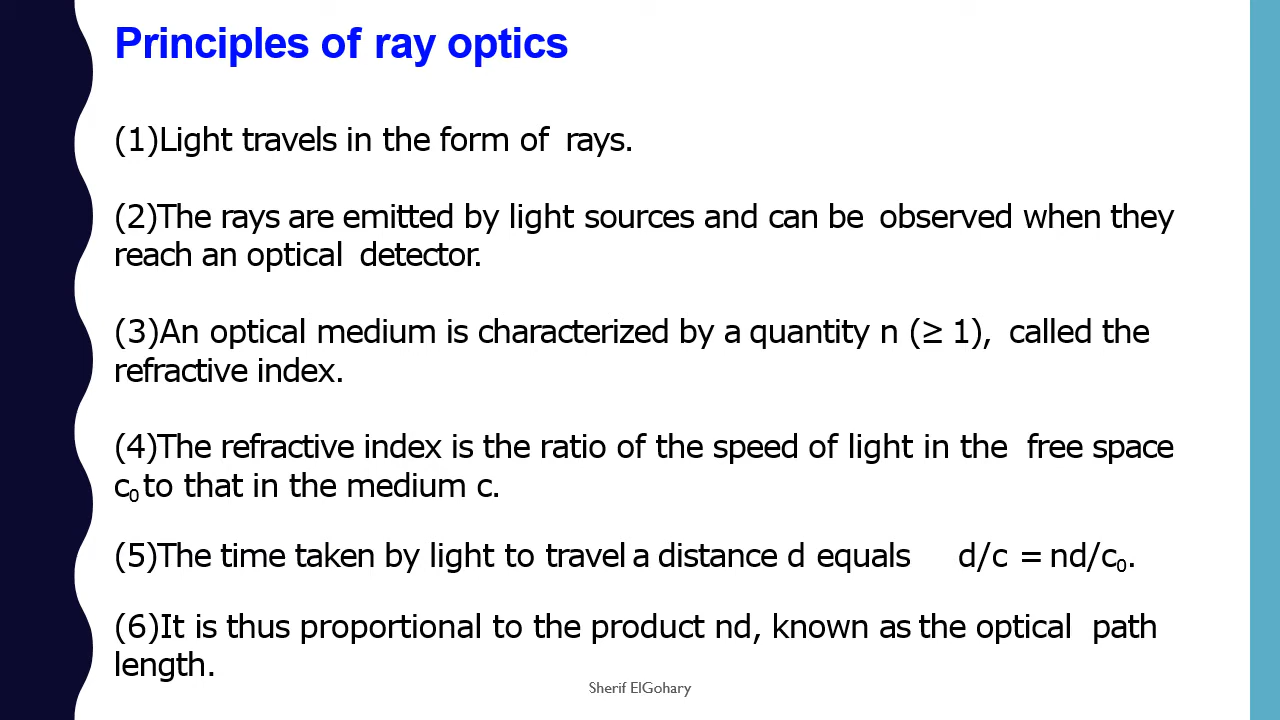 Principles of ray optics
(1)Light travels in the form of rays.
(2)The rays are emitted by light sources and can be observed when they
reach an optical detector.
(3)An optical medium is characterized by a quantity n (≥ 1), called the
refractive index.
(4)The refractive index is the ratio of the speed of light in the free space
c₀ to that in the medium c.
(5)The time taken by light to travel a distance d equals d/c = nd/c₀.
(6)It is thus proportional to the product nd, known as the optical path
length.
Sherif ElGohary